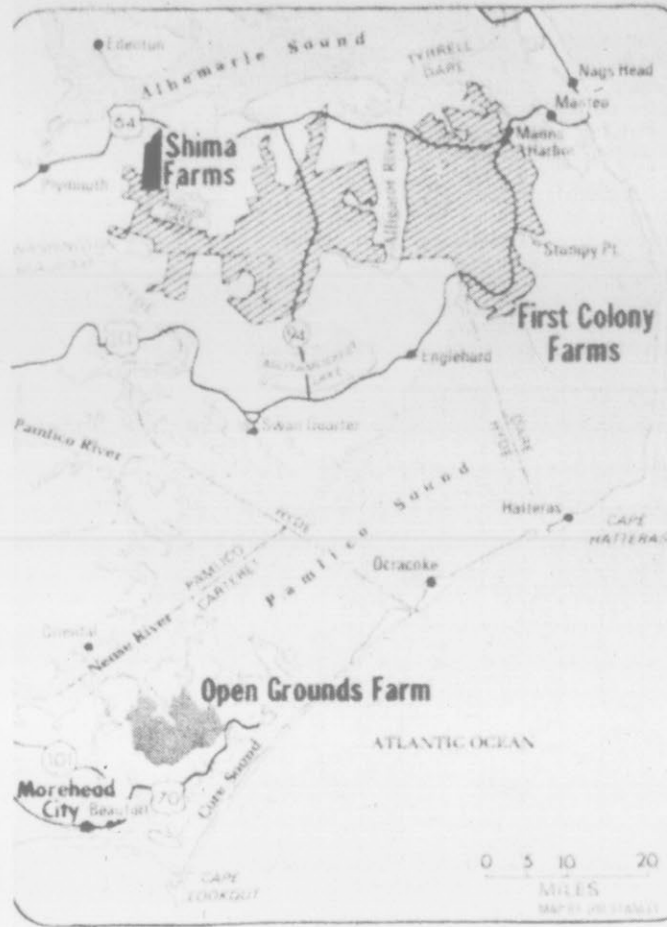 Edenton
Albemarle Sound
TYRRELL
DARE
Nags Head
Manteo
Manns
Harbor
64
Shima
Farms
Plymouth
Alligator River
Stumpy Pt.
First Colony
Farms
94
Englehard
Swan Quarter
Pamlico River
HYDE
DARE
HYDE
Pamlico Sound
Hatteras
CAPE
HATTERAS
PAMLICO
CARTERET
Ocracoke
Oriental
Neuse River
Open Grounds Farm
ATLANTIC OCEAN
101
Morehead
City
Beaufort
70
Core Sound
CAPE
LOOKOUT
0 5 10 20
MILES